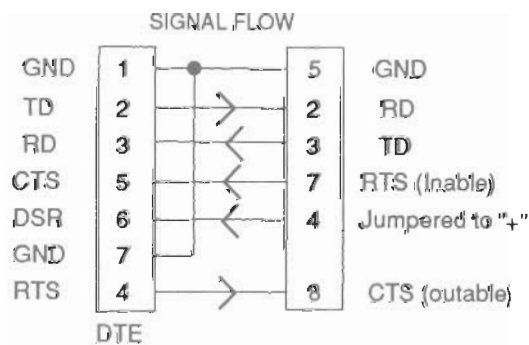 SIGNAL FLOW
GND 1 5 GND
TD 2 2 RD
RD 3 3 TD
CTS 5 7 RTS (Inable)
DSR 6 4 Jumpered to "+"
GND 7
RTS 4 8 CTS (outable)
DTE